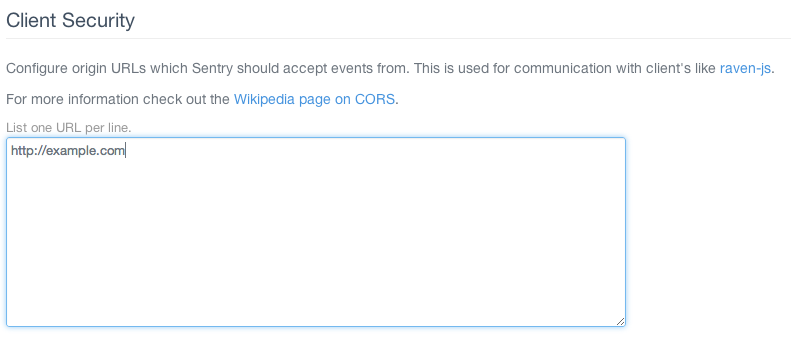 Client Security
Configure origin URLs which Sentry should accept events from. This is used for communication with client's like raven-js.
For more information check out the Wikipedia page on CORS.
List one URL per line.
http://example.com